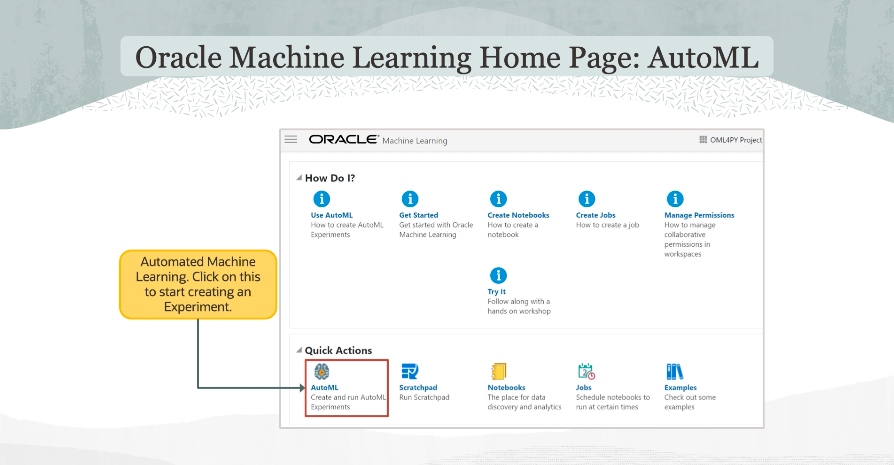 Oracle Machine Learning Home Page: AutoML
ORACLE® Machine Learning
OML4PY Project
How Do I?
Use AutoML
How to create AutoML
Experiments
Get Started
Get started with Oracle
Machine Learning
Create Notebooks
How to create a
notebook
Create Jobs
How to create a job
Manage Permissions
How to manage
collaborative
permissions in
workspaces
Try It
Follow along with a
hands on workshop
Automated Machine
Learning. Click on this
to start creating an
Experiment.
Quick Actions
AutoML
Create and run AutoML
Experiments
Scratchpad
Run Scratchpad
Notebooks
The place for data
discovery and analytics
Jobs
Schedule notebooks to
run at certain times
Examples
Check out some
examples